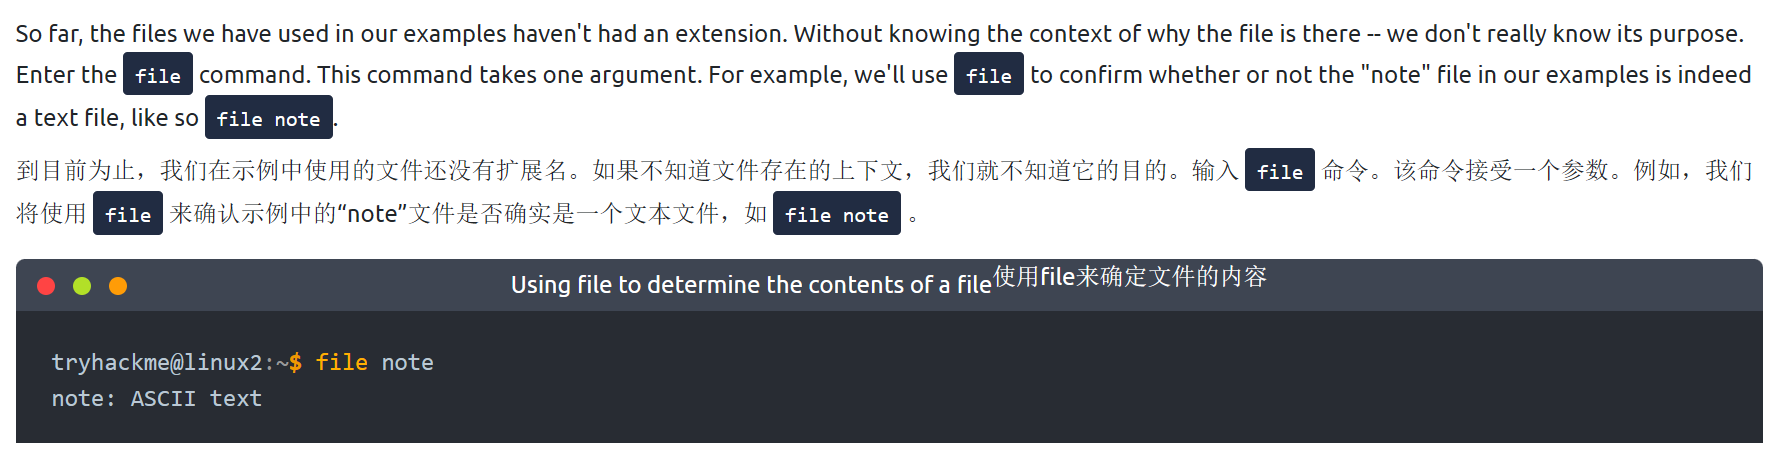 So far, the files we have used in our examples haven't had an extension. Without knowing the context of why the file is there -- we don't really know its purpose.
Enter the file command. This command takes one argument. For example, we'll use file to confirm whether or not the "note" file in our examples is indeed
a text file, like so file note.
到目前为止，我们在示例中使用的文件还没有扩展名。如果不知道文件存在的上下文，我们就不知道它的目的。输入 file 命令。该命令接受一个参数。例如，我们
将使用 file 来确认示例中的“note”文件是否确实是一个文本文件，如 file note 。
Using file to determine the contents of a file使用file来确定文件的内容
tryhackme@linux2:~$ file note
note: ASCII text